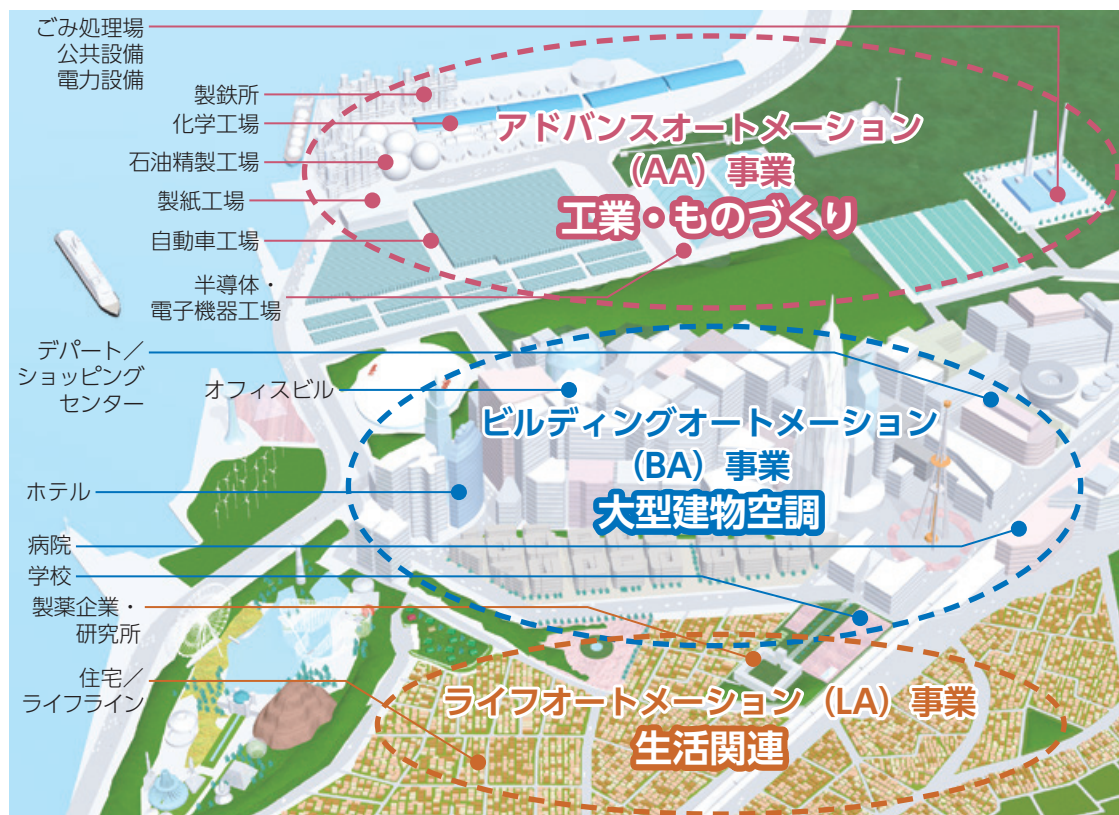 ごみ処理場
公共設備
電力設備
製鉄所
化学工場
石油精製工場
製紙工場
自動車工場
半導体・
電子機器工場
アドバンスオートメーション
（AA）事業
工業・ものづくり
デパート／
ショッピング
センター
オフィスビル
ホテル
病院
学校
ビルディングオートメーション
（BA）事業
大型建物空調
製薬企業・
研究所
住宅／
ライフライン
ライフオートメーション（LA）事業
生活関連